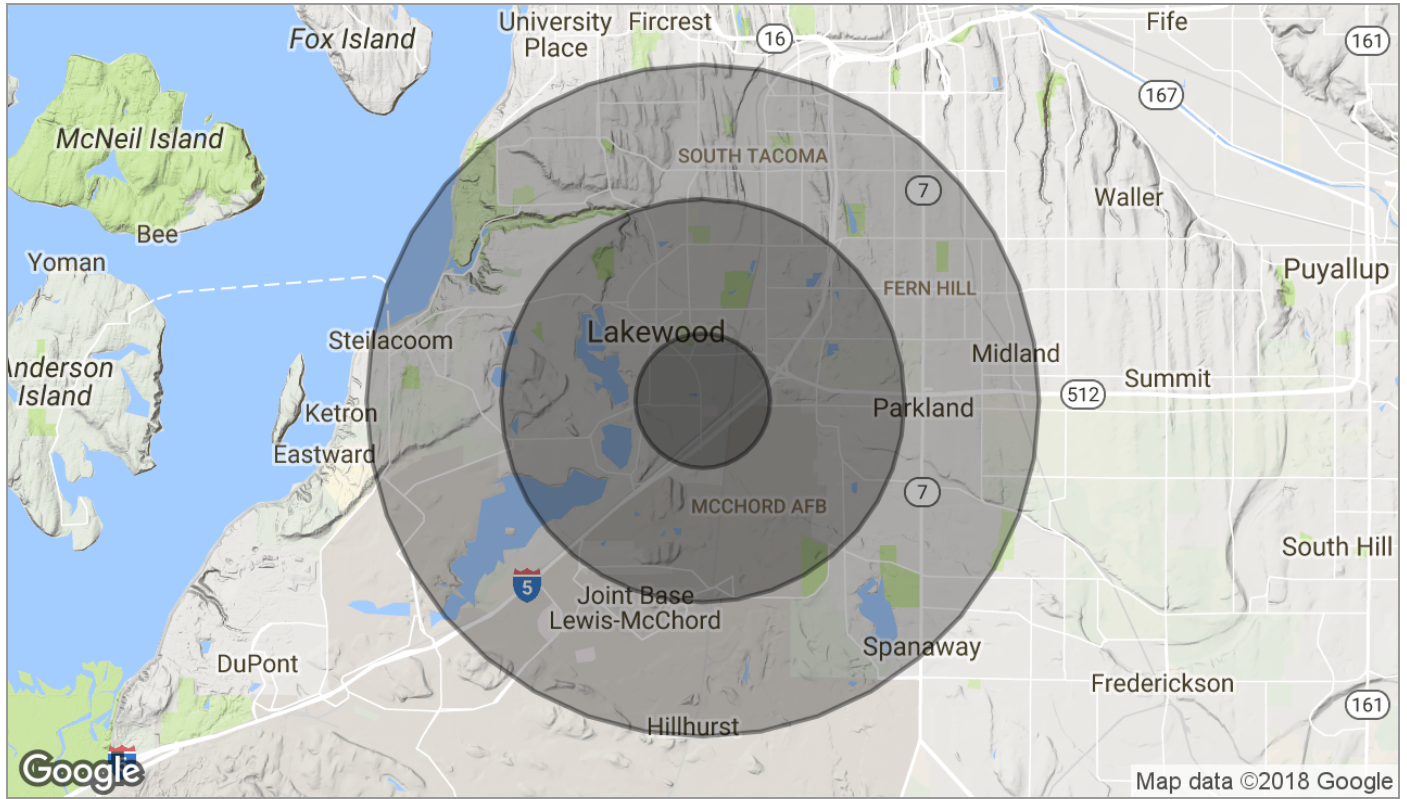 University
Place
Fircrest
16
Fife
161
Fox Island
167
McNeil Island
SOUTH TACOMA
7
Waller
Bee
Yoman
Puyallup
FERN HILL
Lakewood
Steilacoom
Midland
Anderson
Island
Summit
512
Ketron
Parkland
Eastward
7
MCCHORD AFB
South Hill
5
Joint Base
Lewis-McChord
Spanaway
DuPont
Frederickson
161
Hillhurst
Google
Map data ©2018 Google